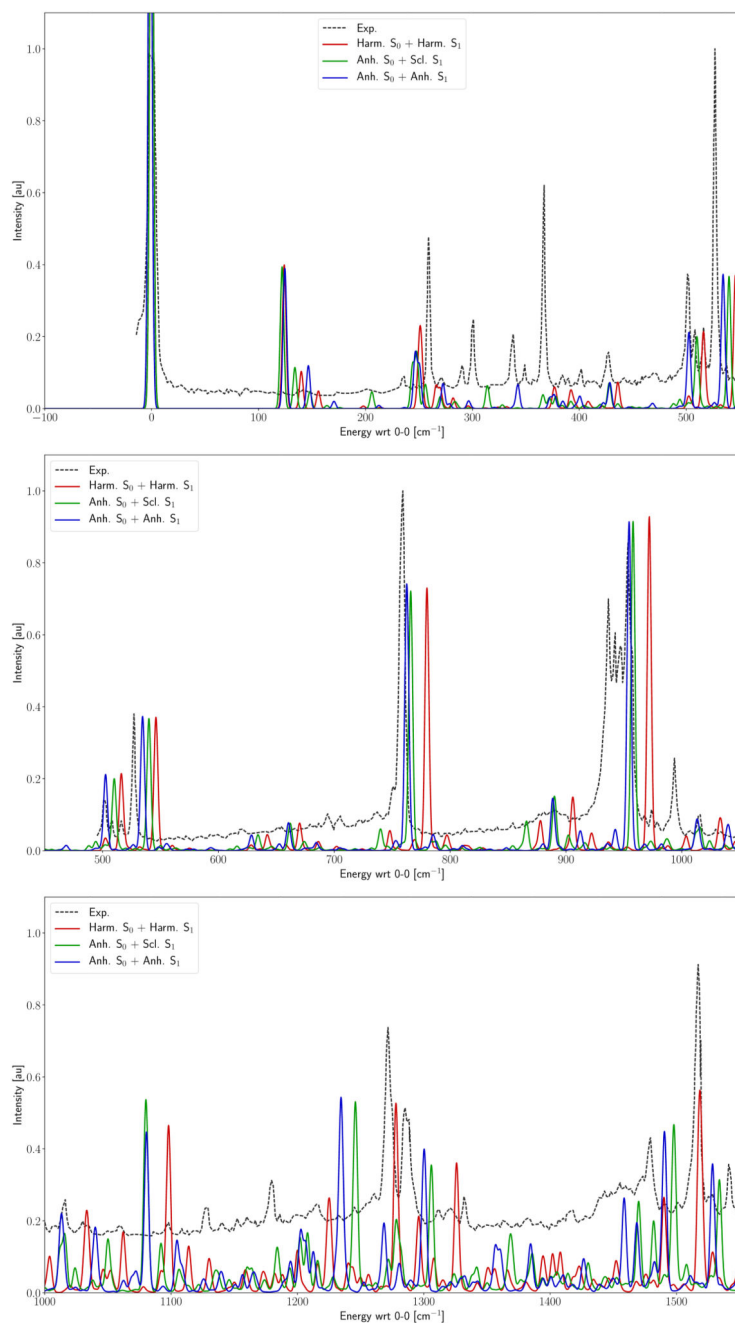 1.0
0.8
0.6
0.4
0.2
0.0
Intensity [au]
Exp.
Harm. S₀ + Harm. S₁
Anh. S₀ + Scl. S₁
Anh. S₀ + Anh. S₁
−100 0 100 200 300 400 500
Energy wrt 0-0 [cm⁻¹]
1.0
0.8
0.6
0.4
0.2
0.0
Intensity [au]
Exp.
Harm. S₀ + Harm. S₁
Anh. S₀ + Scl. S₁
Anh. S₀ + Anh. S₁
500 600 700 800 900 1000
Energy wrt 0-0 [cm⁻¹]
1.0
0.8
0.6
0.4
0.2
0.0
Intensity [au]
Exp.
Harm. S₀ + Harm. S₁
Anh. S₀ + Scl. S₁
Anh. S₀ + Anh. S₁
1000 1100 1200 1300 1400 1500
Energy wrt 0-0 [cm⁻¹]